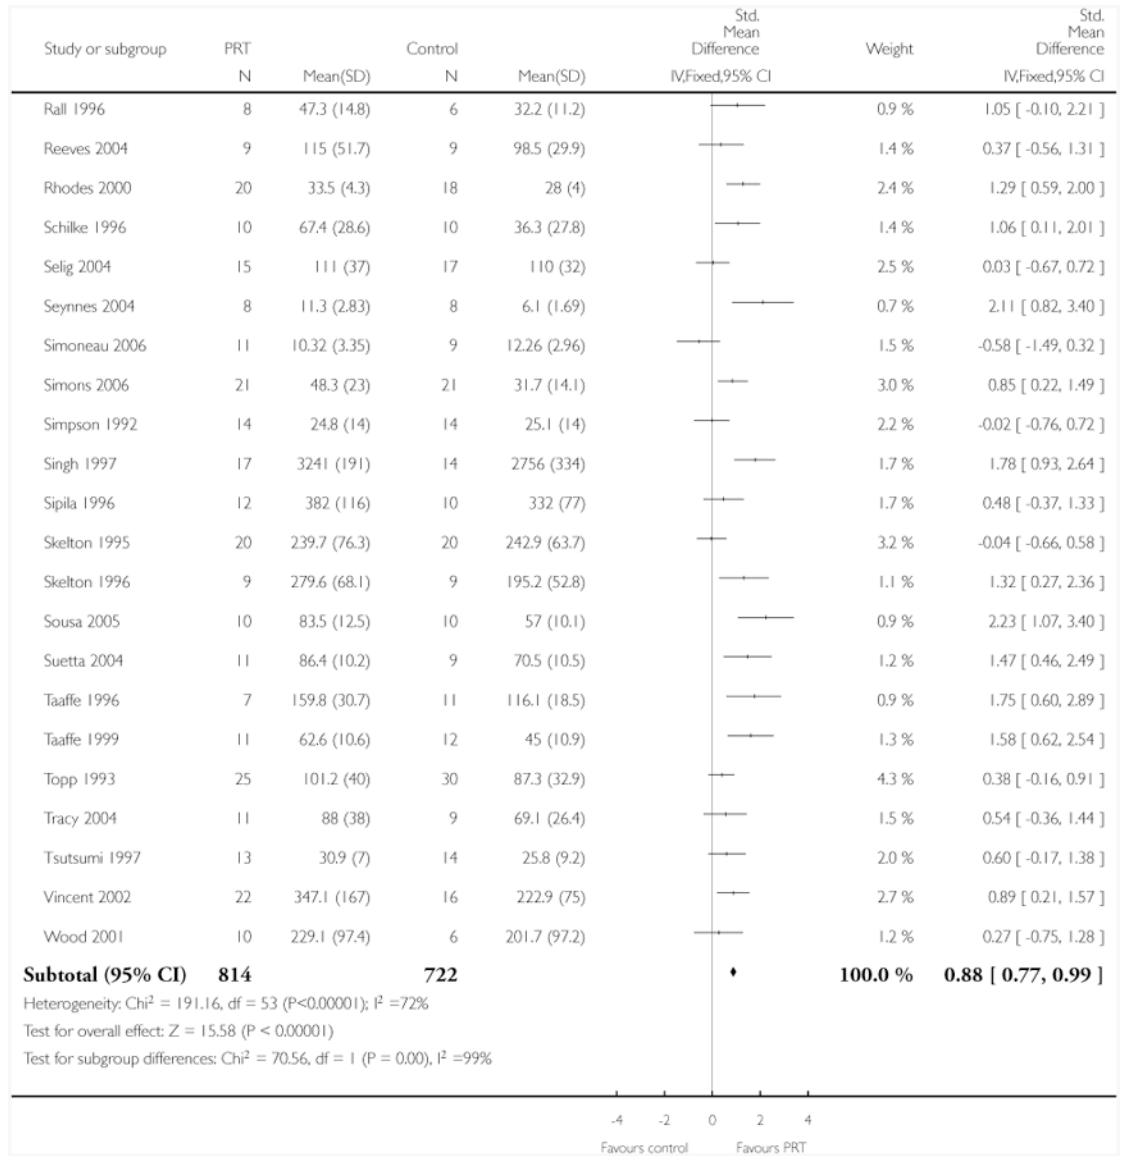 Std. Mean Difference Std. Mean Difference
Study or subgroup PRT Control Weight
N Mean(SD) N Mean(SD) IV,Fixed,95% CI IV,Fixed,95% CI
Rall 1996 8 47.3 (14.8) 6 32.2 (11.2) 0.9 % 1.05 [ -0.10, 2.21 ]
Reeves 2004 9 115 (51.7) 9 98.5 (29.9) 1.4 % 0.37 [ -0.56, 1.31 ]
Rhodes 2000 20 33.5 (4.3) 18 28 (4) 2.4 % 1.29 [ 0.59, 2.00 ]
Schilke 1996 10 67.4 (28.6) 10 36.3 (27.8) 1.4 % 1.06 [ 0.11, 2.01 ]
Selig 2004 15 111 (37) 17 110 (32) 2.5 % 0.03 [ -0.67, 0.72 ]
Seynnes 2004 8 11.3 (2.83) 8 6.1 (1.69) 0.7 % 2.11 [ 0.82, 3.40 ]
Simoneau 2006 11 10.32 (3.35) 9 12.26 (2.96) 1.5 % -0.58 [ -1.49, 0.32 ]
Simons 2006 21 48.3 (23) 21 31.7 (14.1) 3.0 % 0.85 [ 0.22, 1.49 ]
Simpson 1992 14 24.8 (14) 14 25.1 (14) 2.2 % -0.02 [ -0.76, 0.72 ]
Singh 1997 17 3241 (191) 14 2756 (334) 1.7 % 1.78 [ 0.93, 2.64 ]
Sipila 1996 12 382 (116) 10 332 (77) 1.7 % 0.48 [ -0.37, 1.33 ]
Skelton 1995 20 239.7 (76.3) 20 242.9 (63.7) 3.2 % -0.04 [ -0.66, 0.58 ]
Skelton 1996 9 279.6 (68.1) 9 195.2 (52.8) 1.1 % 1.32 [ 0.27, 2.36 ]
Sousa 2005 10 83.5 (12.5) 10 57 (10.1) 0.9 % 2.23 [ 1.07, 3.40 ]
Suetta 2004 11 86.4 (10.2) 9 70.5 (10.5) 1.2 % 1.47 [ 0.46, 2.49 ]
Taaffe 1996 7 159.8 (30.7) 11 116.1 (18.5) 0.9 % 1.75 [ 0.60, 2.89 ]
Taaffe 1999 11 62.6 (10.6) 12 45 (10.9) 1.3 % 1.58 [ 0.62, 2.54 ]
Topp 1993 25 101.2 (40) 30 87.3 (32.9) 4.3 % 0.38 [ -0.16, 0.91 ]
Tracy 2004 11 88 (38) 9 69.1 (26.4) 1.5 % 0.54 [ -0.36, 1.44 ]
Tsutsumi 1997 13 30.9 (7) 14 25.8 (9.2) 2.0 % 0.60 [ -0.17, 1.38 ]
Vincent 2002 22 347.1 (167) 16 222.9 (75) 2.7 % 0.89 [ 0.21, 1.57 ]
Wood 2001 10 229.1 (97.4) 6 201.7 (97.2) 1.2 % 0.27 [ -0.75, 1.28 ]
Subtotal (95% CI) 814 722 100.0 % 0.88 [ 0.77, 0.99 ]
Heterogeneity: Chi² = 191.16, df = 53 (P<0.00001); I² =72%
Test for overall effect: Z = 15.58 (P < 0.00001)
Test for subgroup differences: Chi² = 70.56, df = 1 (P = 0.00), I² =99%
-4 -2 0 2 4
Favours control Favours PRT